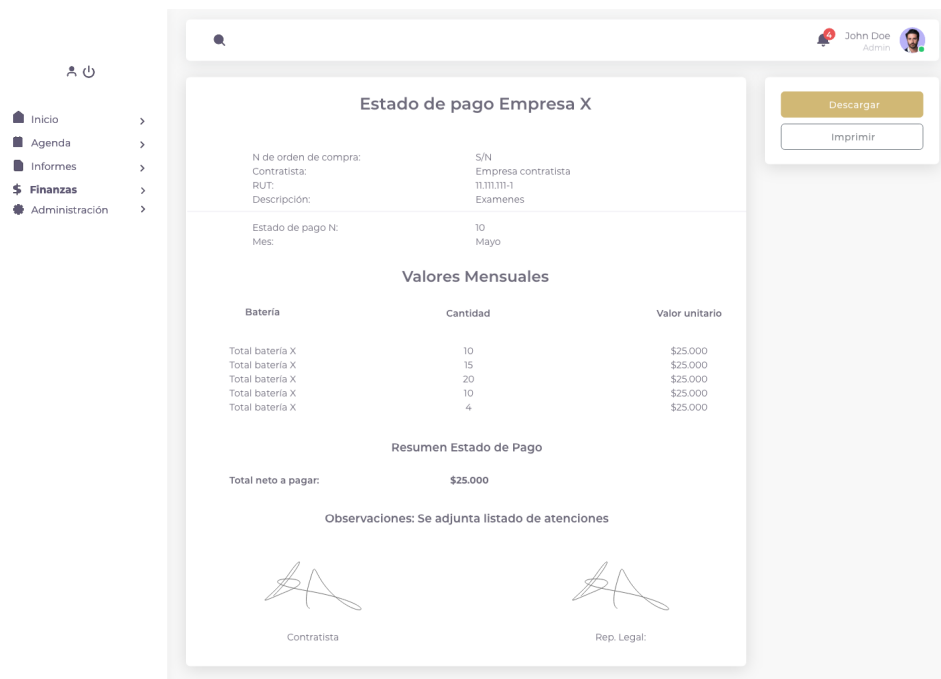 4
John Doe
Admin
Inicio
Agenda
Informes
$ Finanzas
Administración
Estado de pago Empresa X
N de orden de compra: S/N
Contratista: Empresa contratista
RUT: 11.111.111-1
Descripción: Examenes
Estado de pago N: 10
Mes: Mayo
Valores Mensuales
Batería Cantidad Valor unitario
Total batería X 10 $25.000
Total batería X 15 $25.000
Total batería X 20 $25.000
Total batería X 10 $25.000
Total batería X 4 $25.000
Resumen Estado de Pago
Total neto a pagar: $25.000
Observaciones: Se adjunta listado de atenciones
Contratista Rep. Legal:
Descargar
Imprimir